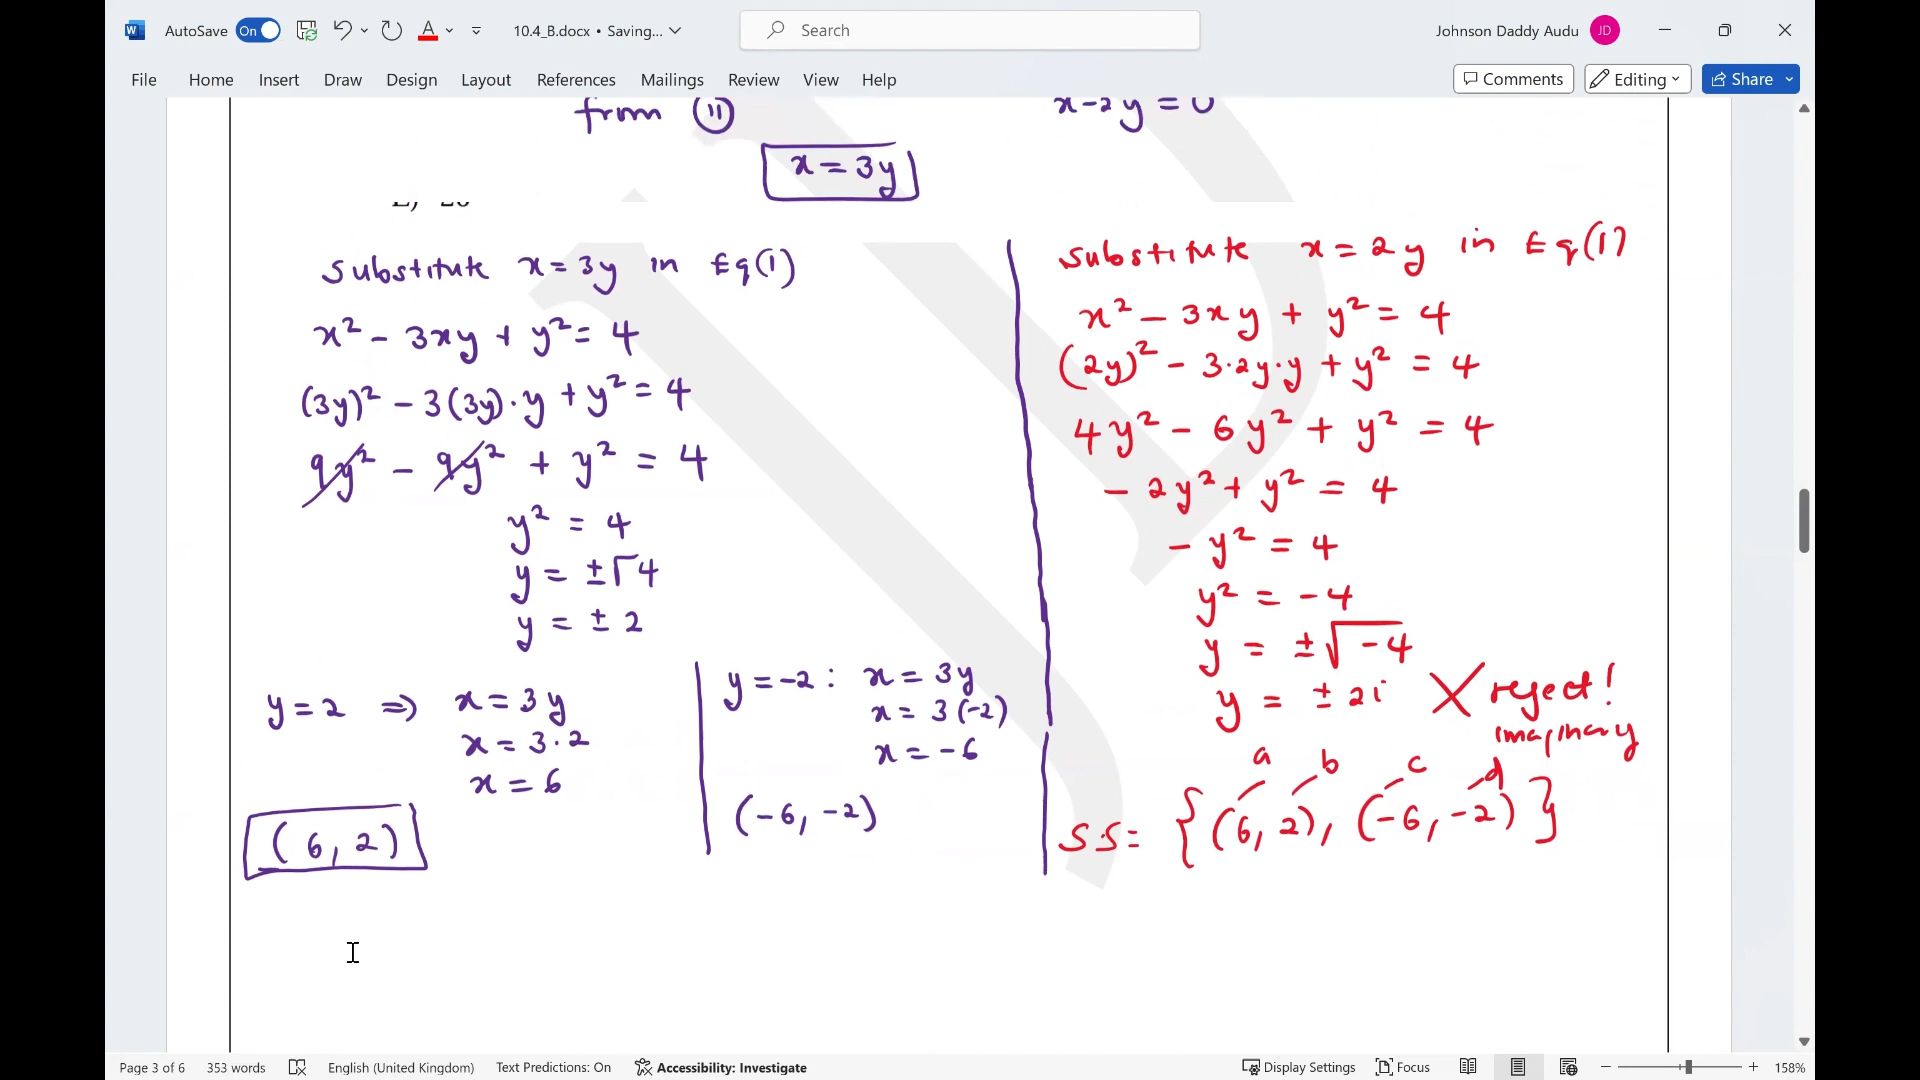 AutoSave On 10.4_B.docx • Saving... Search Johnson Daddy Audu JD
File Home Insert Draw Design Layout References Mailings Review View Help Comments Editing Share
from (11)
x = 3y
x-2y = 0
substitute x = 3y in Eq(1)
x² - 3xy + y² = 4
(3y)² - 3(3y)·y + y² = 4
9y² - 9y² + y² = 4
y² = 4
y = ±√4
y = ± 2
y = 2 ⇒ x = 3y
x = 3·2
x = 6
(6, 2)
y = -2 : x = 3y
x = 3(-2)
x = -6
(-6, -2)
substitute x = 2y in Eq(1)
x² - 3xy + y² = 4
(2y)² - 3·2y·y + y² = 4
4y² - 6y² + y² = 4
- 2y² + y² = 4
- y² = 4
y² = -4
y = ±√-4
y = ± 2i X reject!
imaginary
a b c d
S.S = {(6, 2), (-6, -2)}
Page 3 of 6 353 words English (United Kingdom) Text Predictions: On Accessibility: Investigate Display Settings Focus 158%